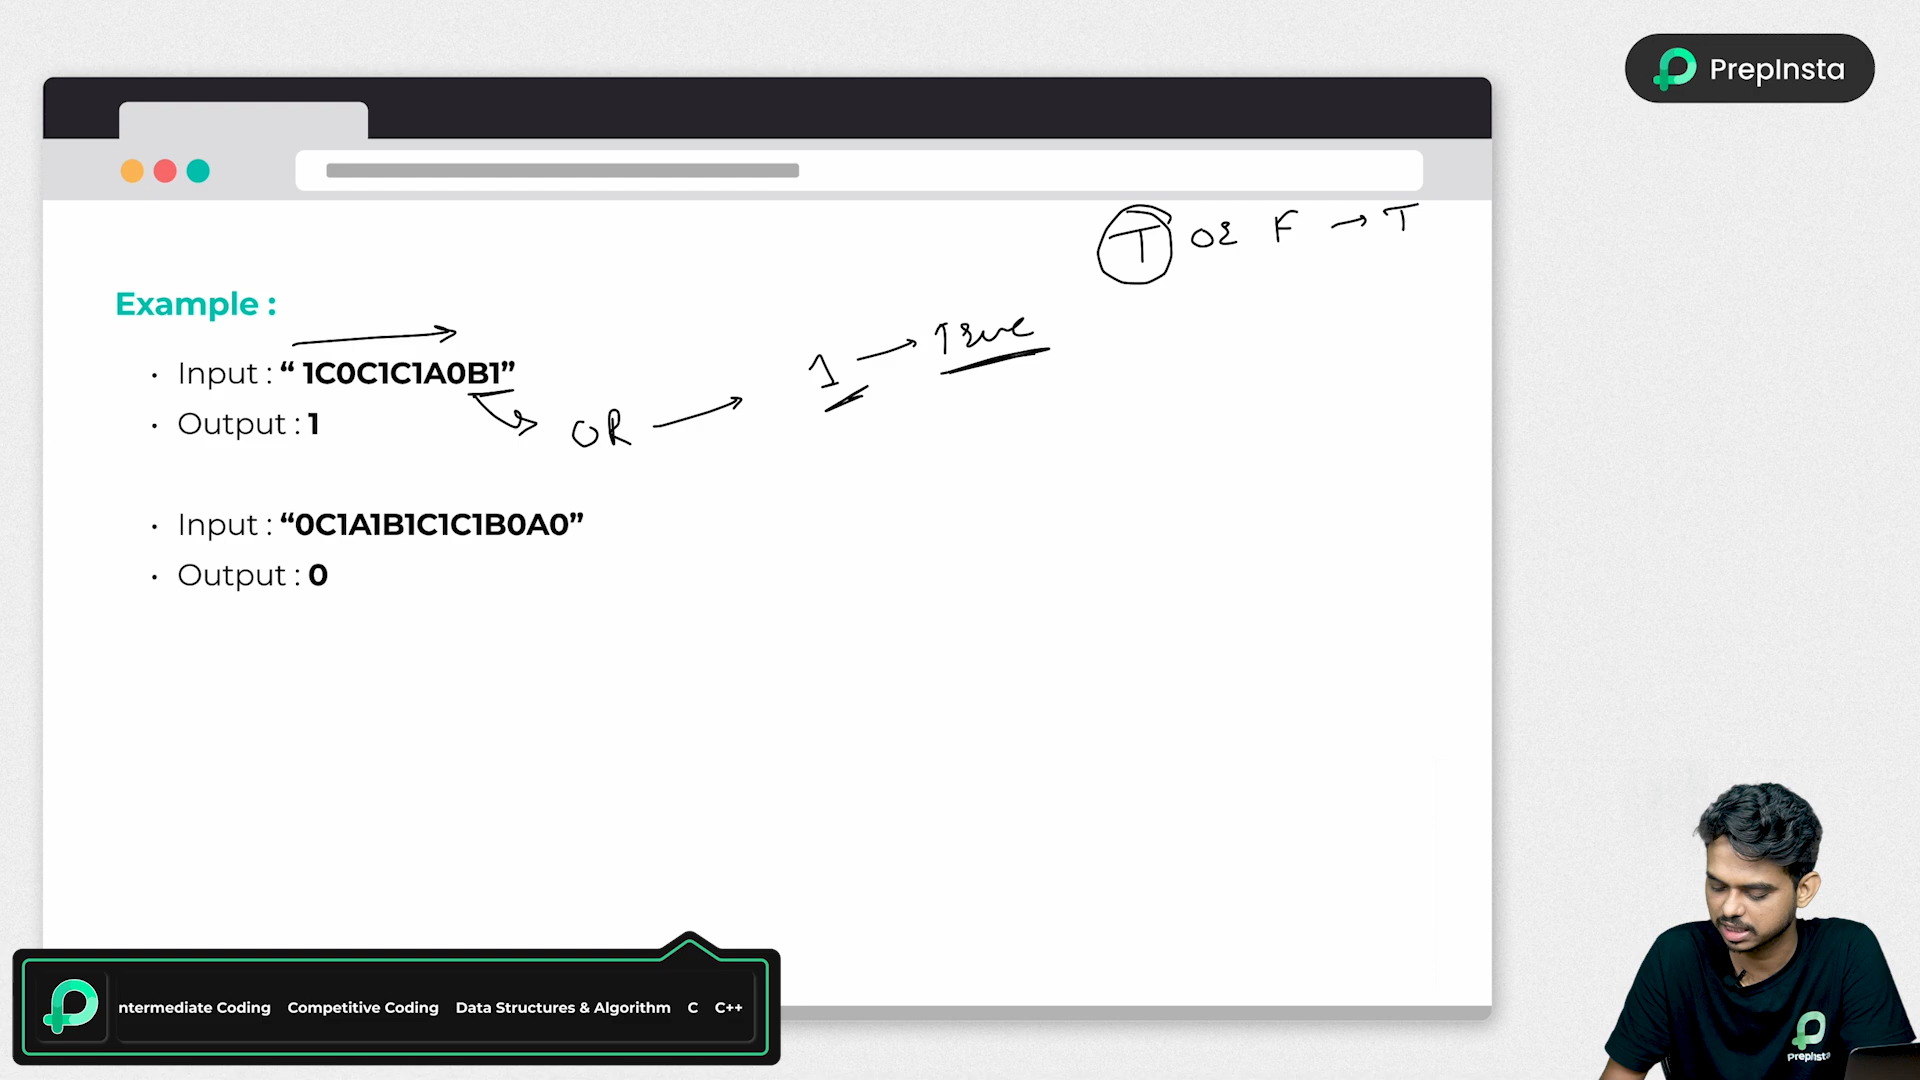 PrepInsta
T OR F → T
Example :
• Input : “ 1C0C1C1A0B1”
1 → True
• Output : 1
OR →
• Input : “0C1A1B1C1C1B0A0”
• Output : 0
ntermediate Coding Competitive Coding Data Structures & Algorithm C C++
PrepInsta